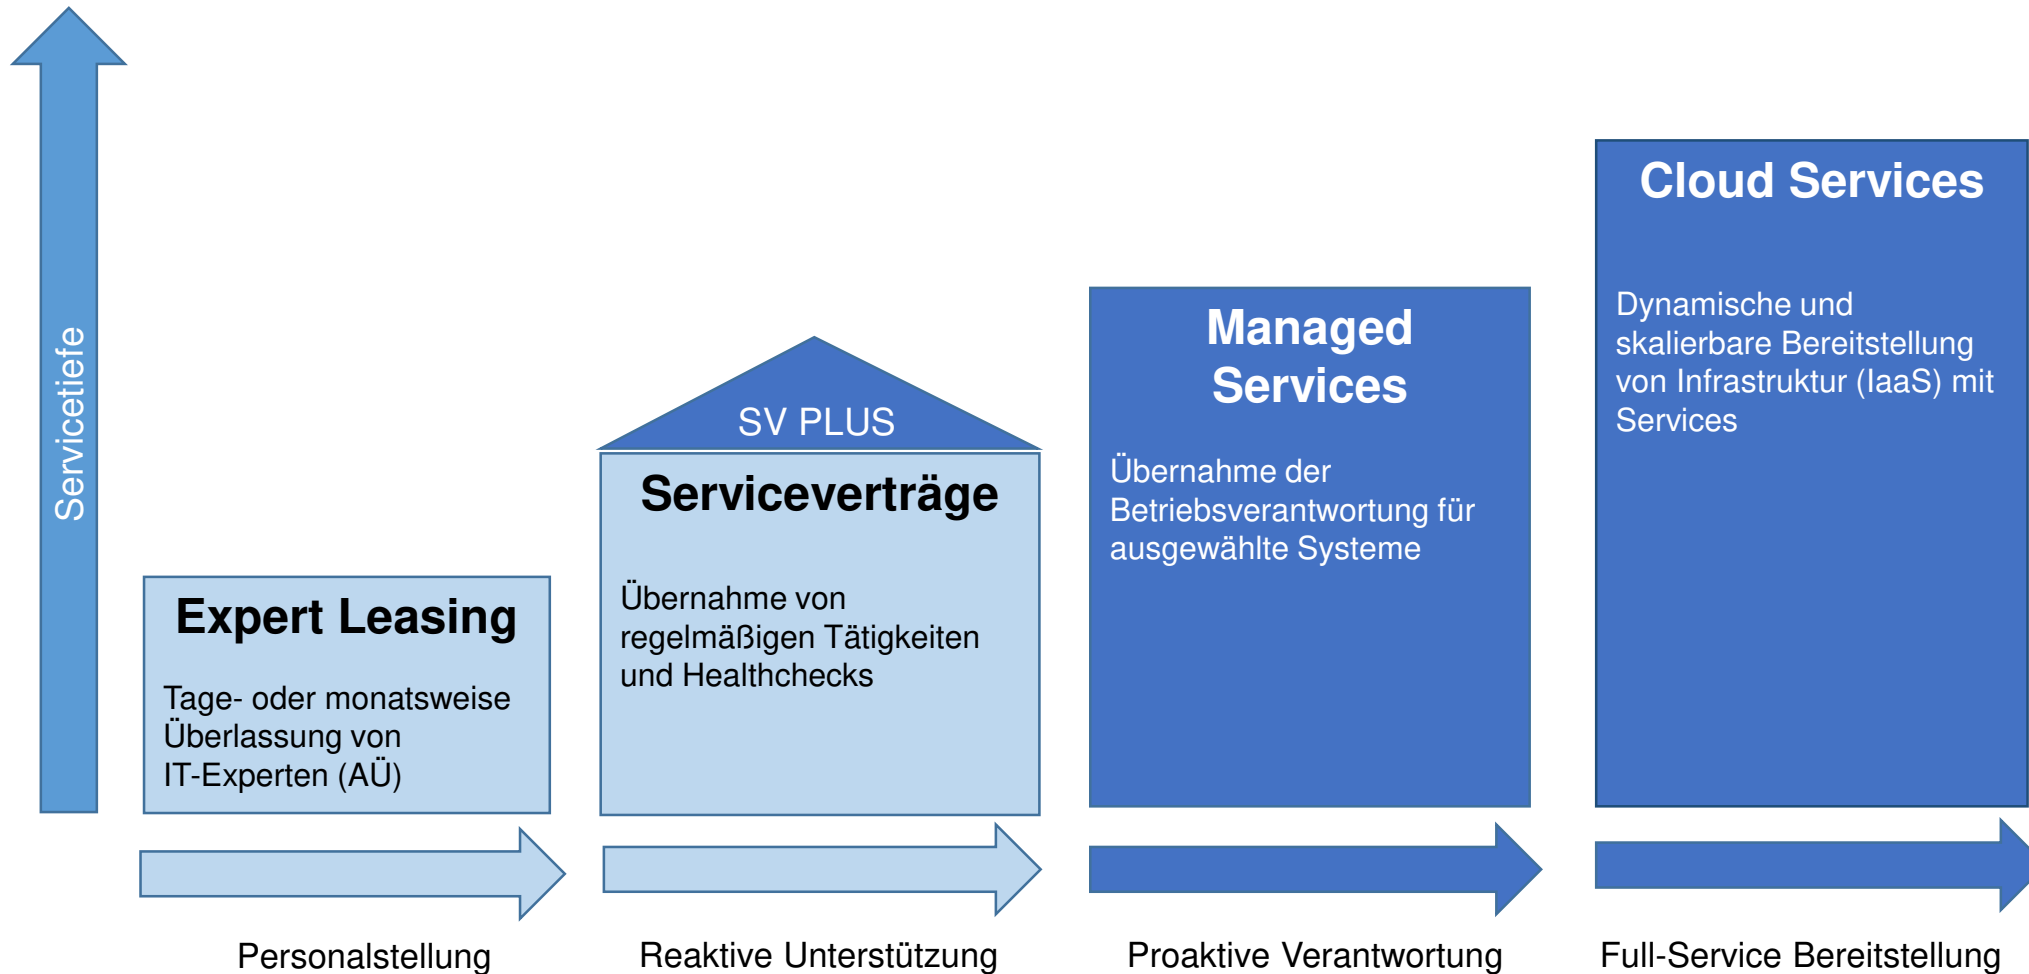 Servicetiefe
Expert Leasing
Tage- oder monatsweise
Überlassung von
IT-Experten (AÜ)
Personalstellung
SV PLUS
Serviceverträge
Übernahme von
regelmäßigen Tätigkeiten
und Healthchecks
Reaktive Unterstützung
Managed
Services
Übernahme der
Betriebsverantwortung für
ausgewählte Systeme
Proaktive Verantwortung
Cloud Services
Dynamische und
skalierbare Bereitstellung
von Infrastruktur (IaaS) mit
Services
Full-Service Bereitstellung